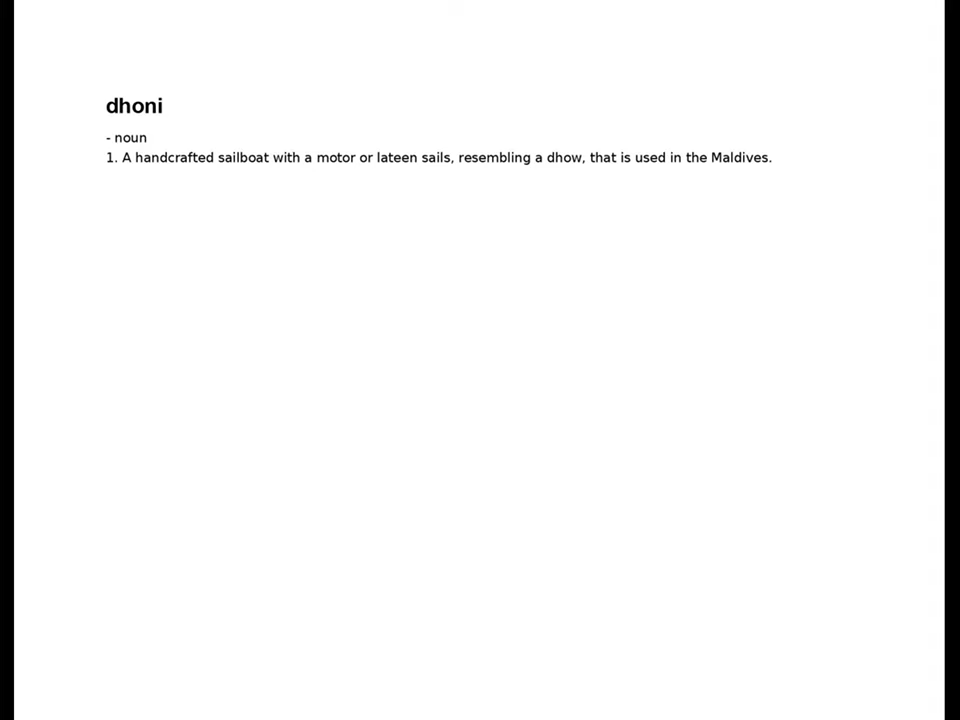 dhoni
- noun
1. A handcrafted sailboat with a motor or lateen sails, resembling a dhow, that is used in the Maldives.